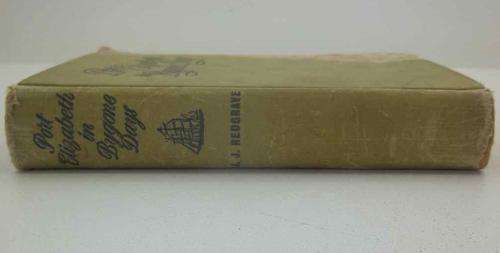 Port
Elizabeth
in
Bygone
Days
J. J. REDGRAVE